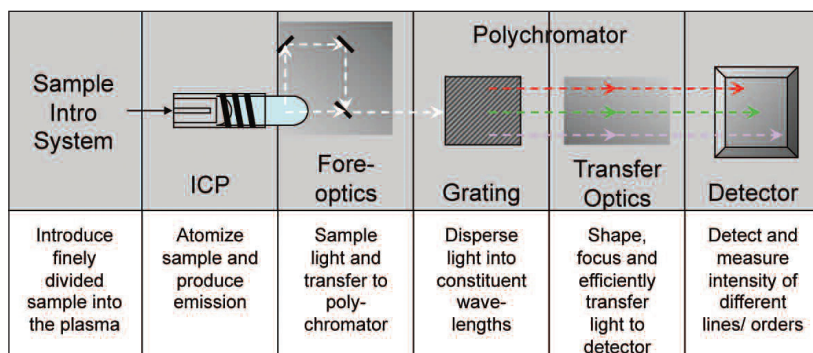 Polychromator
Sample
Intro
System
ICP
Fore-
optics
Grating
Transfer
Optics
Detector
Introduce
finely
divided
sample into
the plasma
Atomize
sample and
produce
emission
Sample
light and
transfer to
poly-
chromator
Disperse
light into
constituent
wave-
lengths
Shape,
focus and
efficiently
transfer
light to
detector
Detect and
measure
intensity of
different
lines/ orders